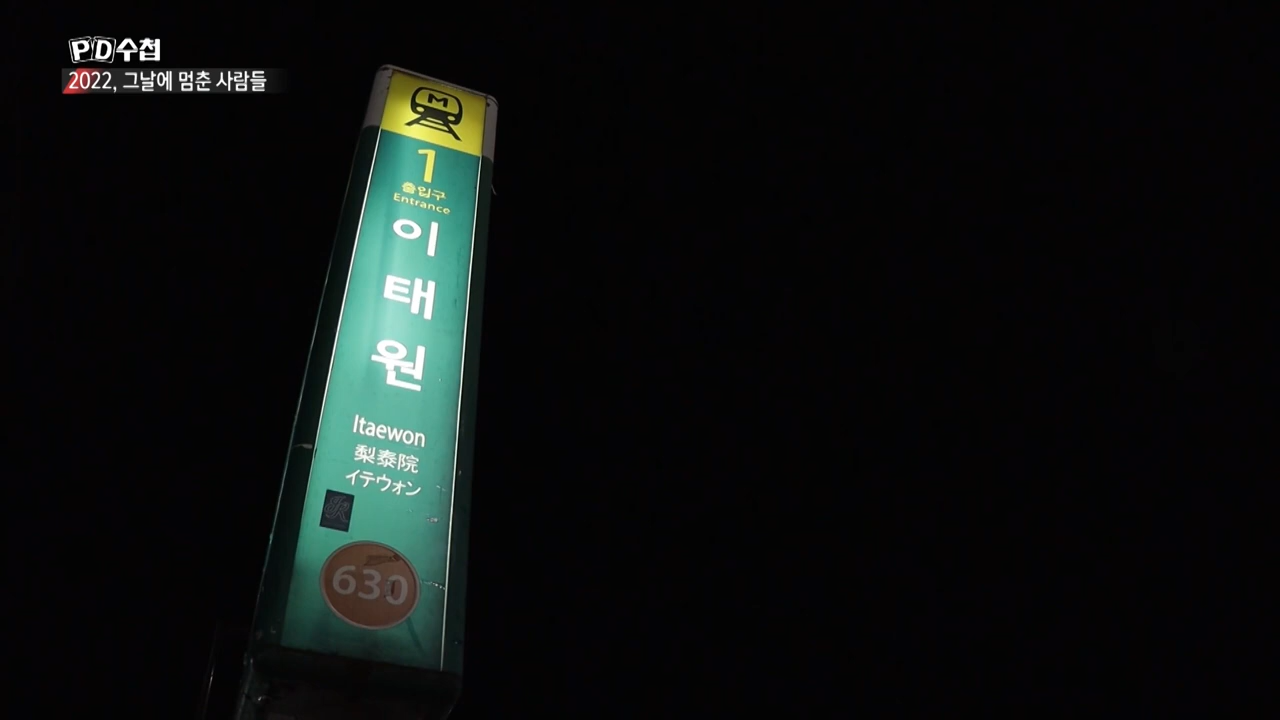 PD수첩
2022, 그날에 멈춘 사람들
M
1
출입구
Entrance
이
태
원
Itaewon
梨泰院
イテウォン
630